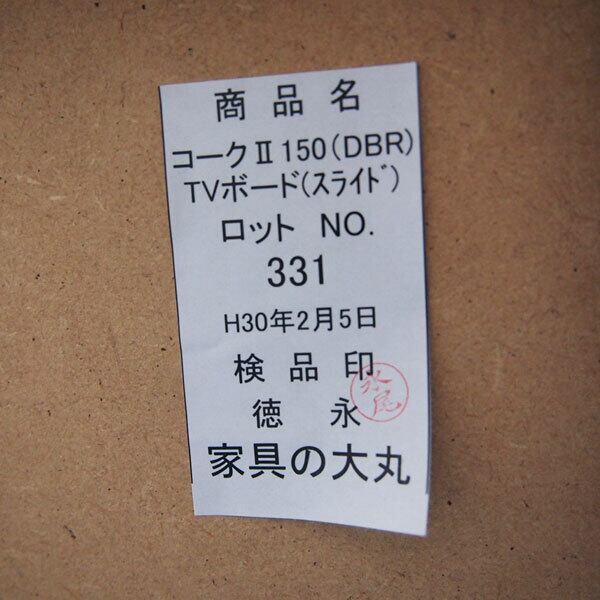 商品名
コークⅡ150(DBR)
TVボード(ｽﾗｲﾄﾞ)
ロット NO.
331
H30年2月5日
検品印
徳永
家具の大丸